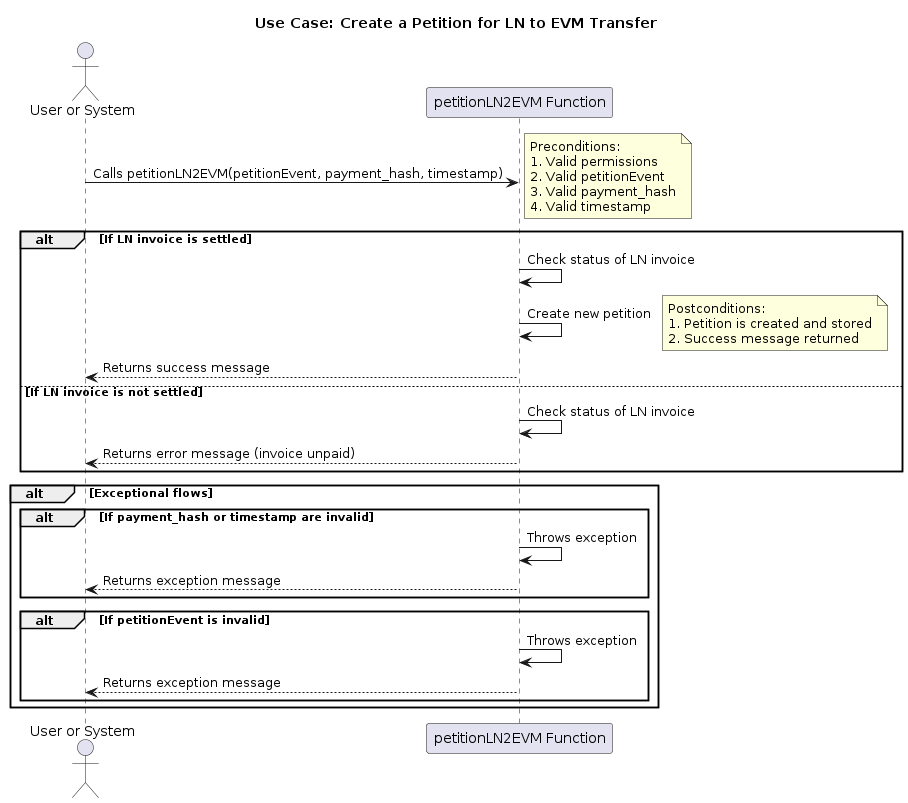 Use Case: Create a Petition for LN to EVM Transfer
User or System
petitionLN2EVM Function
Calls petitionLN2EVM(petitionEvent, payment_hash, timestamp)
Preconditions:
1. Valid permissions
2. Valid petitionEvent
3. Valid payment_hash
4. Valid timestamp
alt [If LN invoice is settled]
Check status of LN invoice
Create new petition
Postconditions:
1. Petition is created and stored
2. Success message returned
Returns success message
[If LN invoice is not settled]
Check status of LN invoice
Returns error message (invoice unpaid)
alt [Exceptional flows]
alt [If payment_hash or timestamp are invalid]
Throws exception
Returns exception message
alt [If petitionEvent is invalid]
Throws exception
Returns exception message
User or System
petitionLN2EVM Function